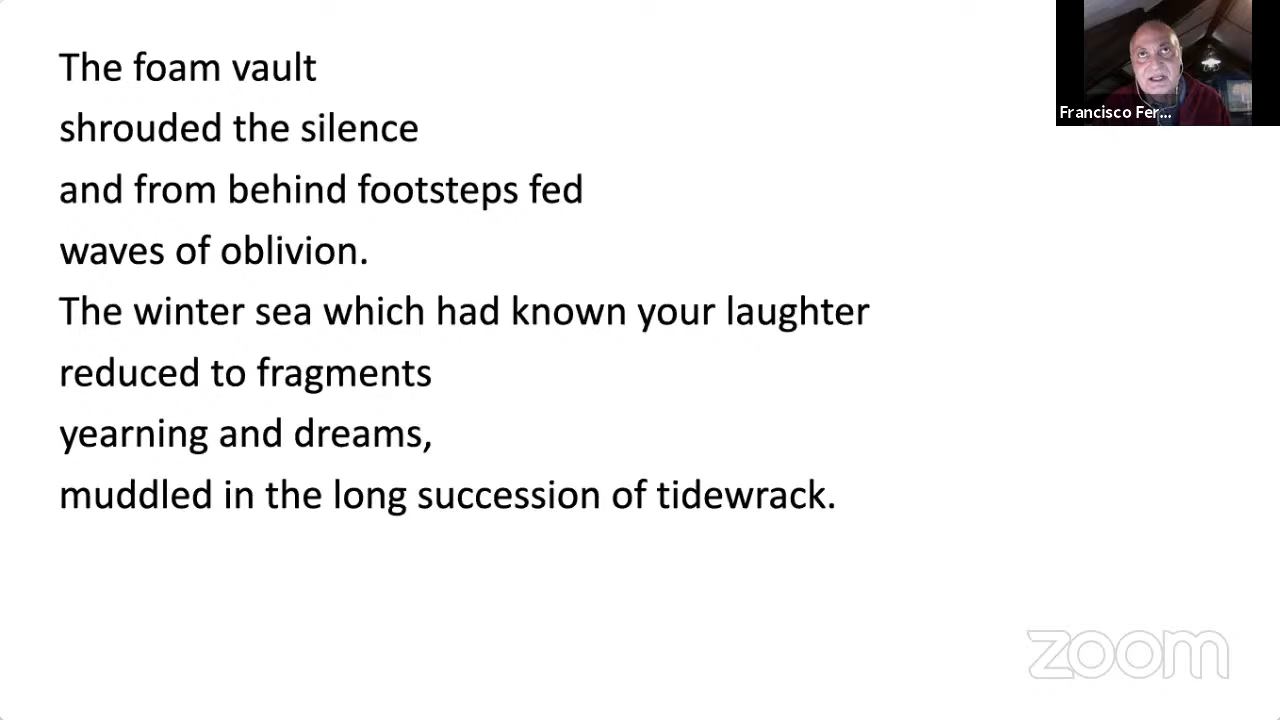 The foam vault
shrouded the silence
and from behind footsteps fed
waves of oblivion.
The winter sea which had known your laughter
reduced to fragments
yearning and dreams,
muddled in the long succession of tidewrack.
Francisco Fer...
zoom